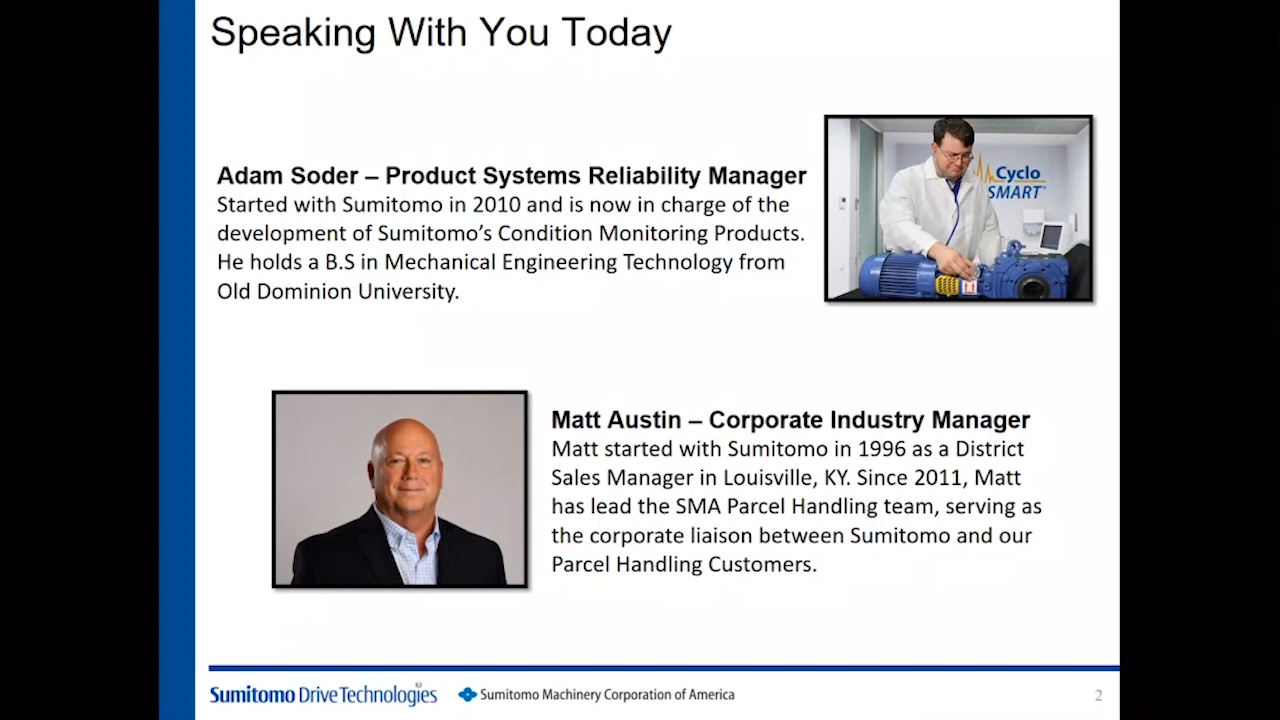 Speaking With You Today
Adam Soder – Product Systems Reliability Manager
Started with Sumitomo in 2010 and is now in charge of the
development of Sumitomo's Condition Monitoring Products.
He holds a B.S in Mechanical Engineering Technology from
Old Dominion University.
Cyclo
SMART®
Matt Austin – Corporate Industry Manager
Matt started with Sumitomo in 1996 as a District
Sales Manager in Louisville, KY. Since 2011, Matt
has lead the SMA Parcel Handling team, serving as
the corporate liaison between Sumitomo and our
Parcel Handling Customers.
Sumitomo Drive Technologies
Sumitomo Machinery Corporation of America
2